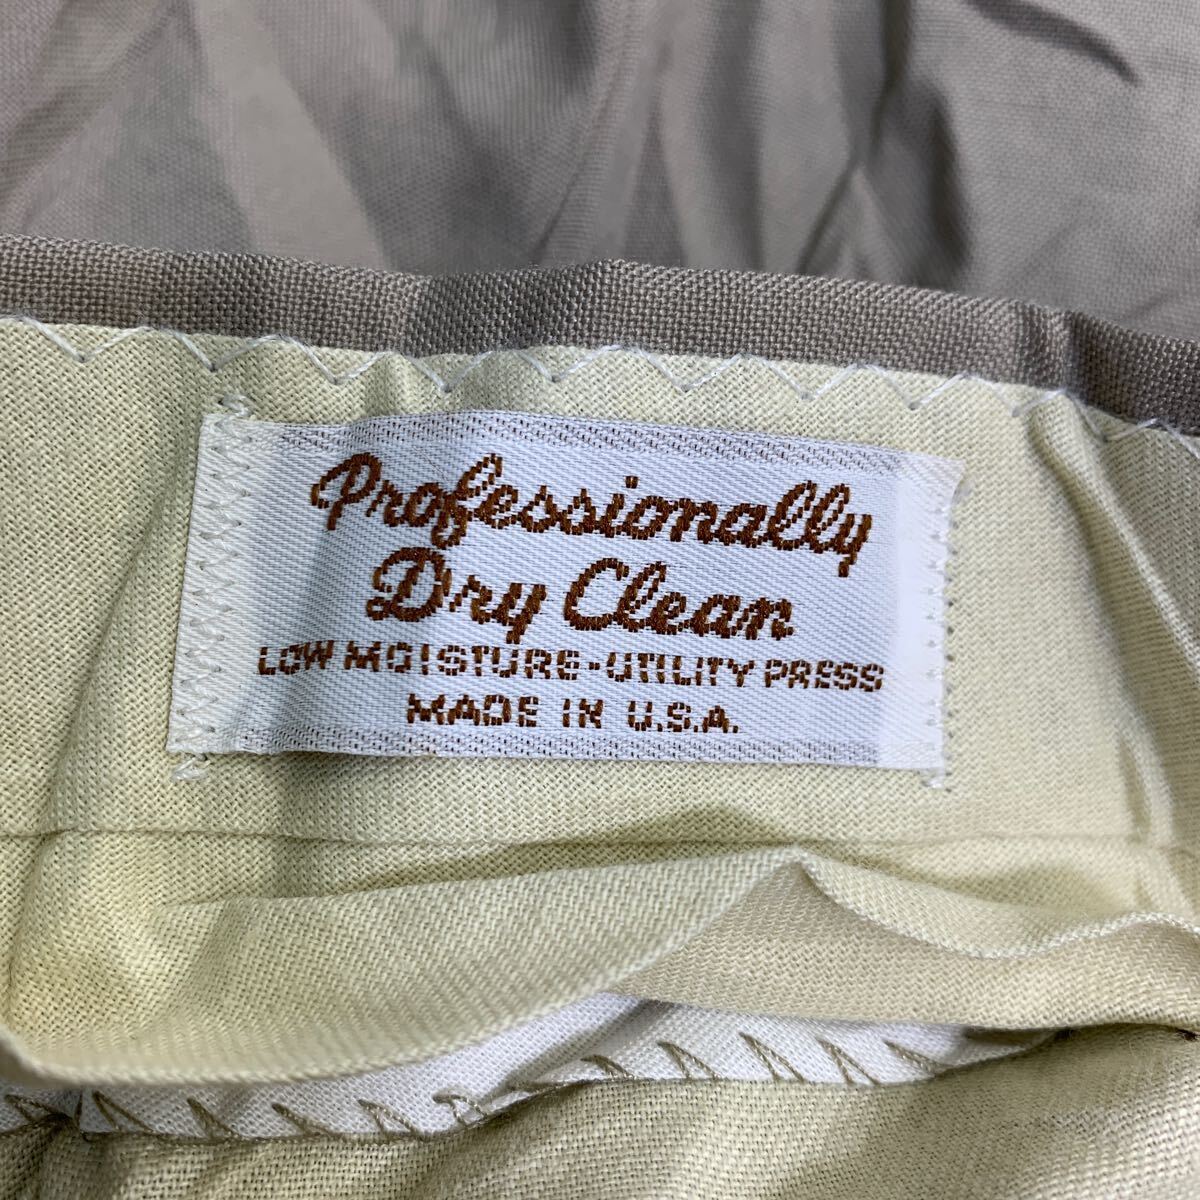 Professionally
Dry Clean
LOW MOISTURE-UTILITY PRESS
MADE IN U.S.A.